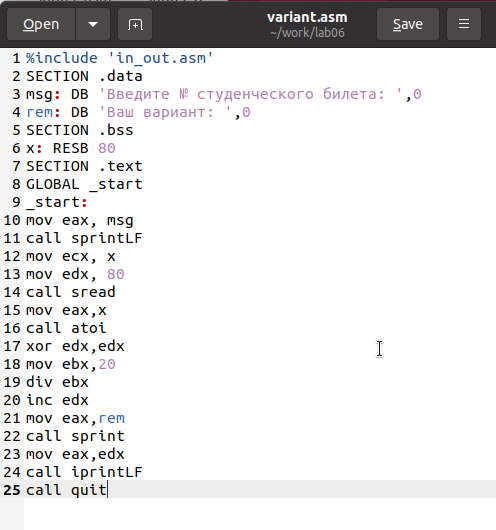 Open
variant.asm
~/work/lab06
Save
1 %include 'in_out.asm'
2 SECTION .data
3 msg: DB 'Введите № студенческого билета: ',0
4 rem: DB 'Ваш вариант: ',0
5 SECTION .bss
6 x: RESB 80
7 SECTION .text
8 GLOBAL _start
9 _start:
10 mov eax, msg
11 call sprintLF
12 mov ecx, x
13 mov edx, 80
14 call sread
15 mov eax,x
16 call atoi
17 xor edx,edx
18 mov ebx,20
19 div ebx
20 inc edx
21 mov eax,rem
22 call sprint
23 mov eax,edx
24 call iprintLF
25 call quit